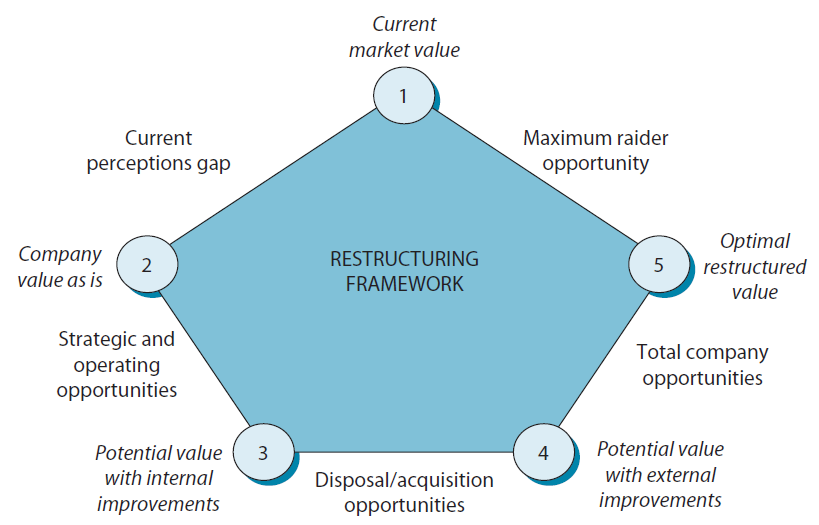 Current
market value
1
Current
perceptions gap
Maximum raider
opportunity
Company
value as is
2
RESTRUCTURING
FRAMEWORK
5
Optimal
restructured
value
Strategic and
operating
opportunities
Total company
opportunities
Potential value
with internal
improvements
3
Disposal/acquisition
opportunities
4
Potential value
with external
improvements